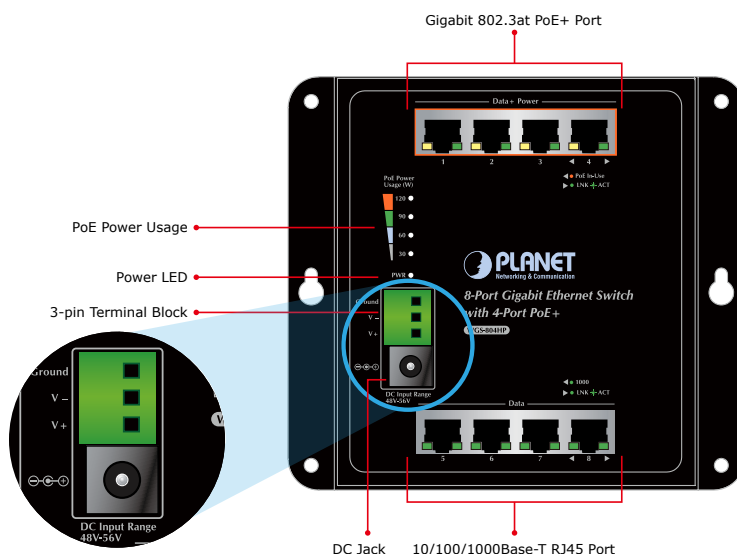 Gigabit 802.3at PoE+ Port
Data+ Power
1 2 3 ◄ 4 ►
◄ ● PoE In-Use
► ● LNK ACT
PoE Power
Usage (W)
120
90
60
30
PWR
PoE Power Usage
Power LED
3-pin Terminal Block
PLANET
Networking & Communication
8-Port Gigabit Ethernet Switch
with 4-Port PoE+
WGS-804HP
Ground
V –
V+
DC Input Range
48V-56V
Ground
V –
V+
DC Input Range
48V-56V
◄ ● 1000
► ● LNK ACT
Data
5 6 7 ◄ 8 ►
DC Jack
10/100/1000Base-T RJ45 Port